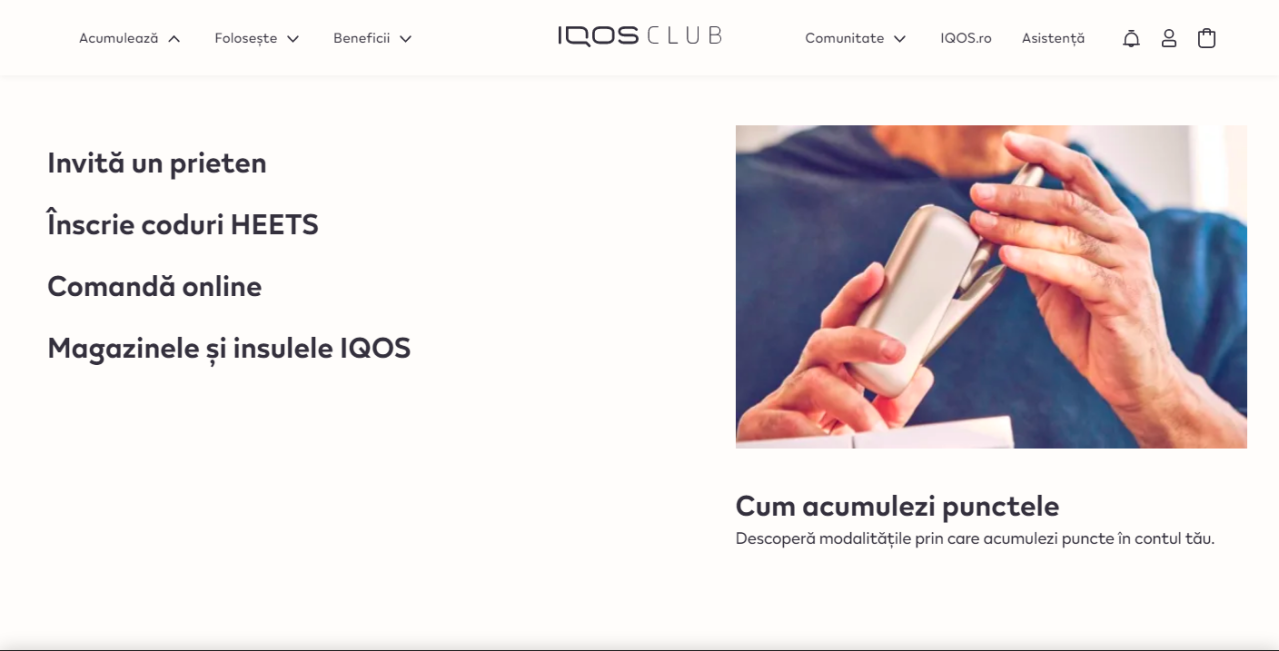 Acumulează
Folosește
Beneficii
IQOS CLUB
Comunitate
IQOS.ro
Asistență
Invită un prieten
Înscrie coduri HEETS
Comandă online
Magazinele și insulele IQOS
Cum acumulezi punctele
Descoperă modalitățile prin care acumulezi puncte în contul tău.